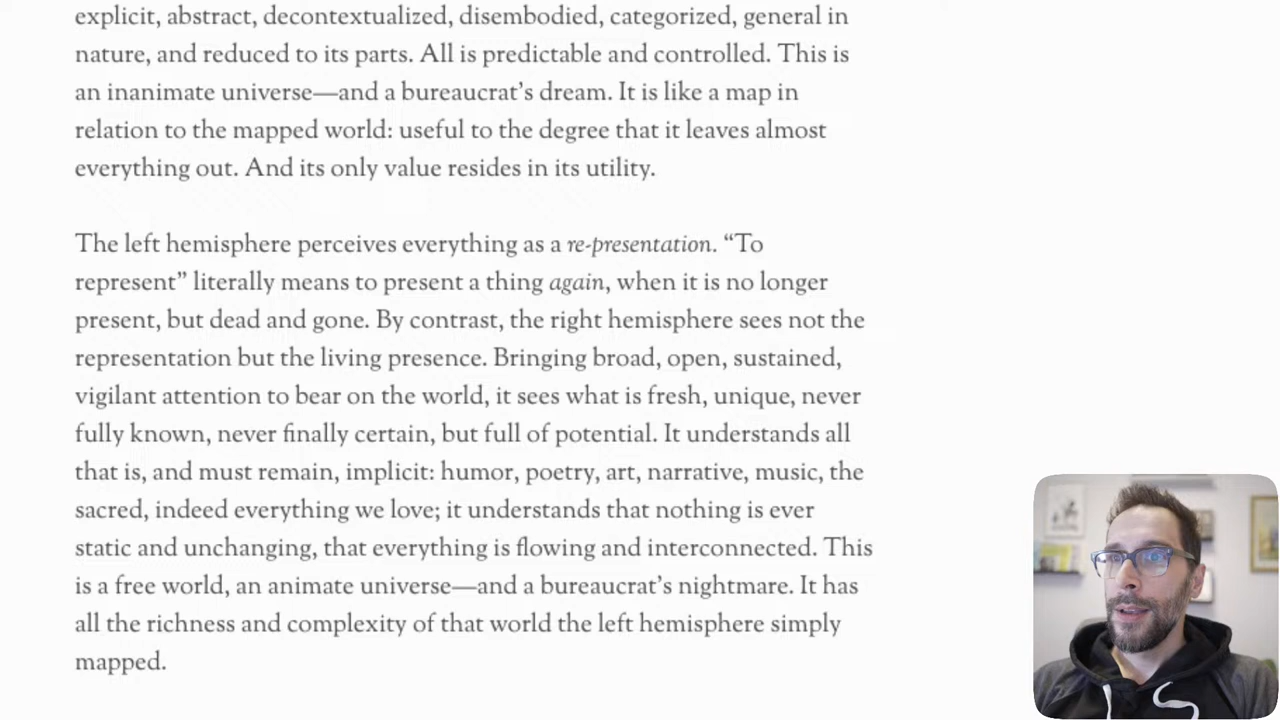 explicit, abstract, decontextualized, disembodied, categorized, general in
nature, and reduced to its parts. All is predictable and controlled. This is
an inanimate universe—and a bureaucrat’s dream. It is like a map in
relation to the mapped world: useful to the degree that it leaves almost
everything out. And its only value resides in its utility.
The left hemisphere perceives everything as a re-presentation. “To
represent” literally means to present a thing again, when it is no longer
present, but dead and gone. By contrast, the right hemisphere sees not the
representation but the living presence. Bringing broad, open, sustained,
vigilant attention to bear on the world, it sees what is fresh, unique, never
fully known, never finally certain, but full of potential. It understands all
that is, and must remain, implicit: humor, poetry, art, narrative, music, the
sacred, indeed everything we love; it understands that nothing is ever
static and unchanging, that everything is flowing and interconnected. This
is a free world, an animate universe—and a bureaucrat’s nightmare. It has
all the richness and complexity of that world the left hemisphere simply
mapped.